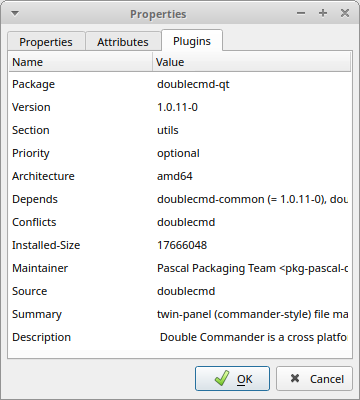 Properties
Properties Attributes Plugins
Name Value
Package doublecmd-qt
Version 1.0.11-0
Section utils
Priority optional
Architecture amd64
Depends doublecmd-common (= 1.0.11-0), dou
Conflicts doublecmd
Installed-Size 17666048
Maintainer Pascal Packaging Team <pkg-pascal-d
Source doublecmd
Summary twin-panel (commander-style) file ma
Description Double Commander is a cross platfo
OK Cancel